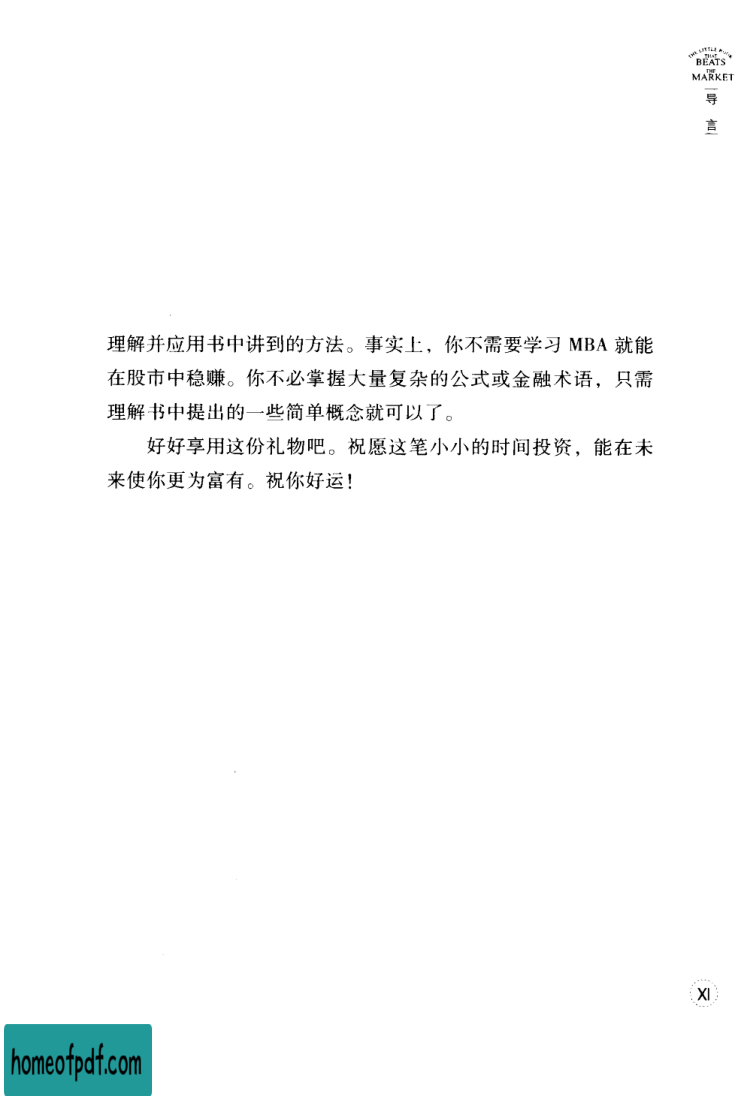 THE LITTLE BOOK
THAT
BEATS
THE
MARKET
导
言
理解并应用书中讲到的方法。事实上，你不需要学习 MBA 就能
在股市中稳赚。你不必掌握大量复杂的公式或金融术语，只需
理解书中提出的一些简单概念就可以了。
好好享用这份礼物吧。祝愿这笔小小的时间投资，能在未
来使你更为富有。祝你好运！
XI
homeofpdf.com